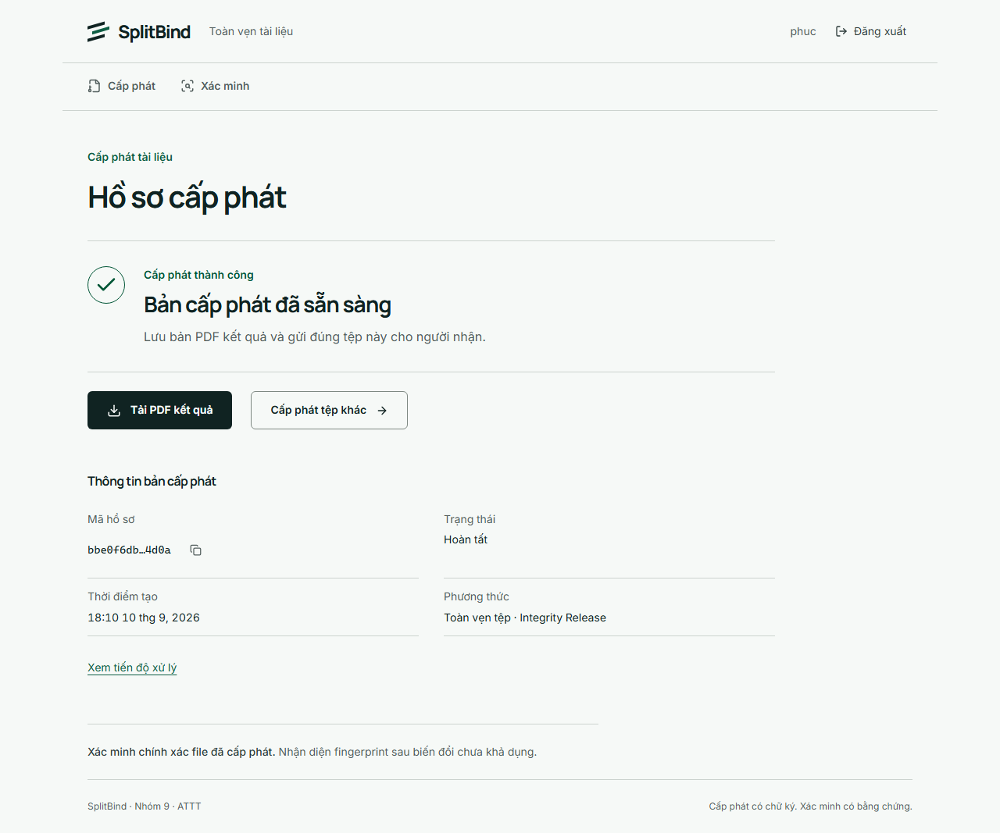 SplitBind
Toàn vẹn tài liệu
phuc
Đăng xuất
Cấp phát
Xác minh
Cấp phát tài liệu
Hồ sơ cấp phát
Cấp phát thành công
Bản cấp phát đã sẵn sàng
Lưu bản PDF kết quả và gửi đúng tệp này cho người nhận.
Tải PDF kết quả
Cấp phát tệp khác
Thông tin bản cấp phát
Mã hồ sơ
bbe0f6db…4d0a
Trạng thái
Hoàn tất
Thời điểm tạo
18:10 10 thg 9, 2026
Phương thức
Toàn vẹn tệp · Integrity Release
Xem tiến độ xử lý
Xác minh chính xác file đã cấp phát. Nhận diện fingerprint sau biến đổi chưa khả dụng.
SplitBind · Nhóm 9 · ATTT
Cấp phát có chữ ký. Xác minh có bằng chứng.